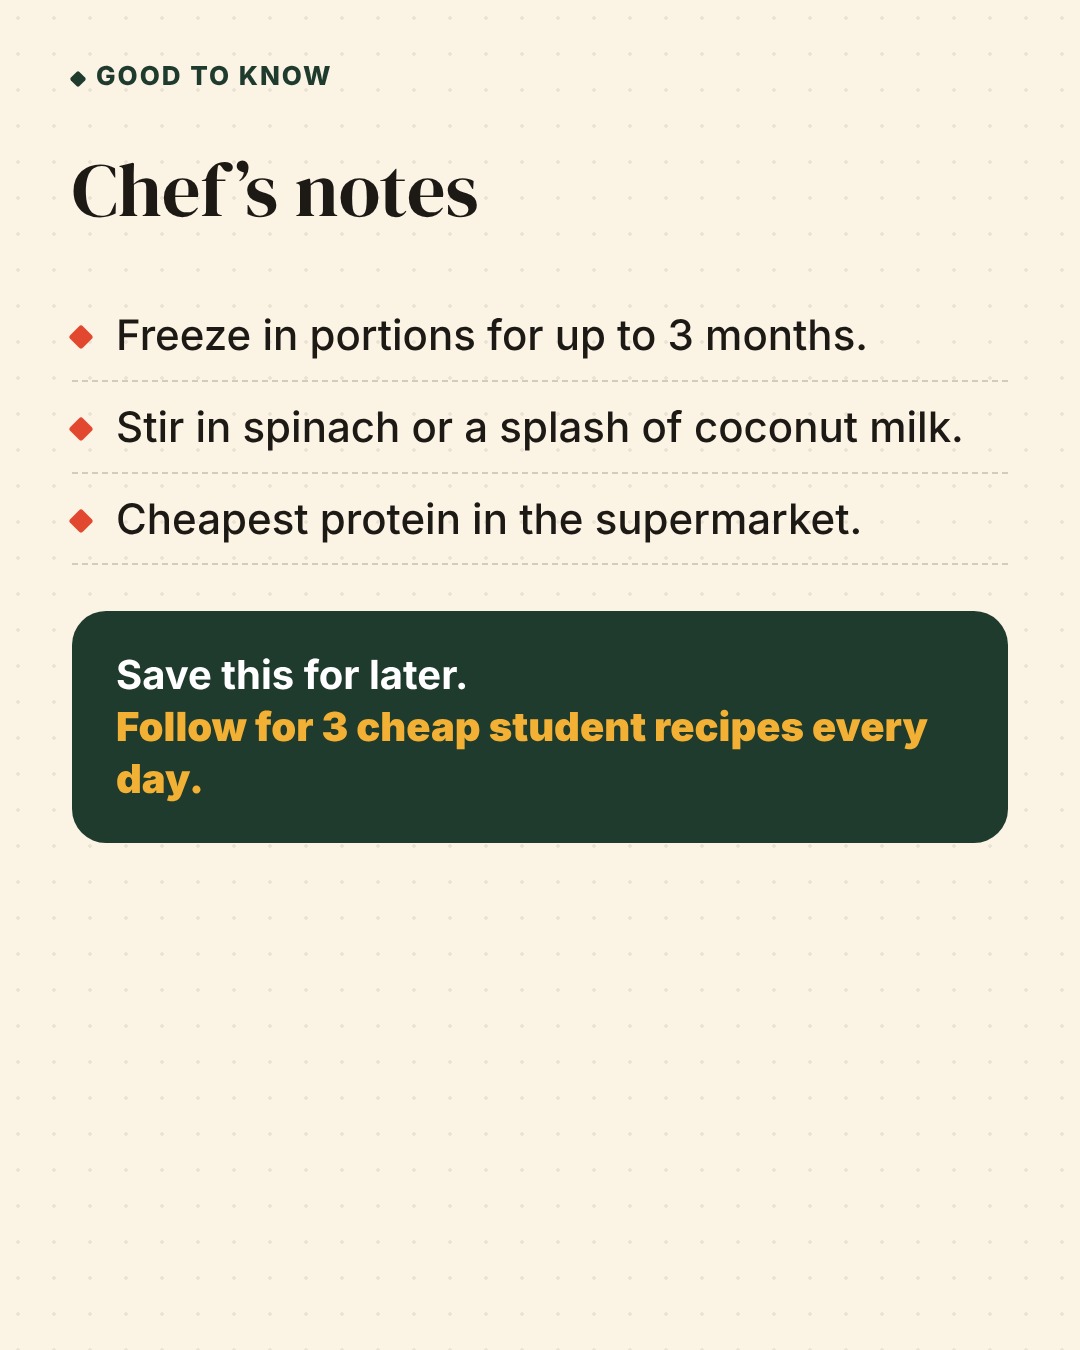 GOOD TO KNOW
Chef’s notes
Freeze in portions for up to 3 months.
Stir in spinach or a splash of coconut milk.
Cheapest protein in the supermarket.
Save this for later.
Follow for 3 cheap student recipes every
day.